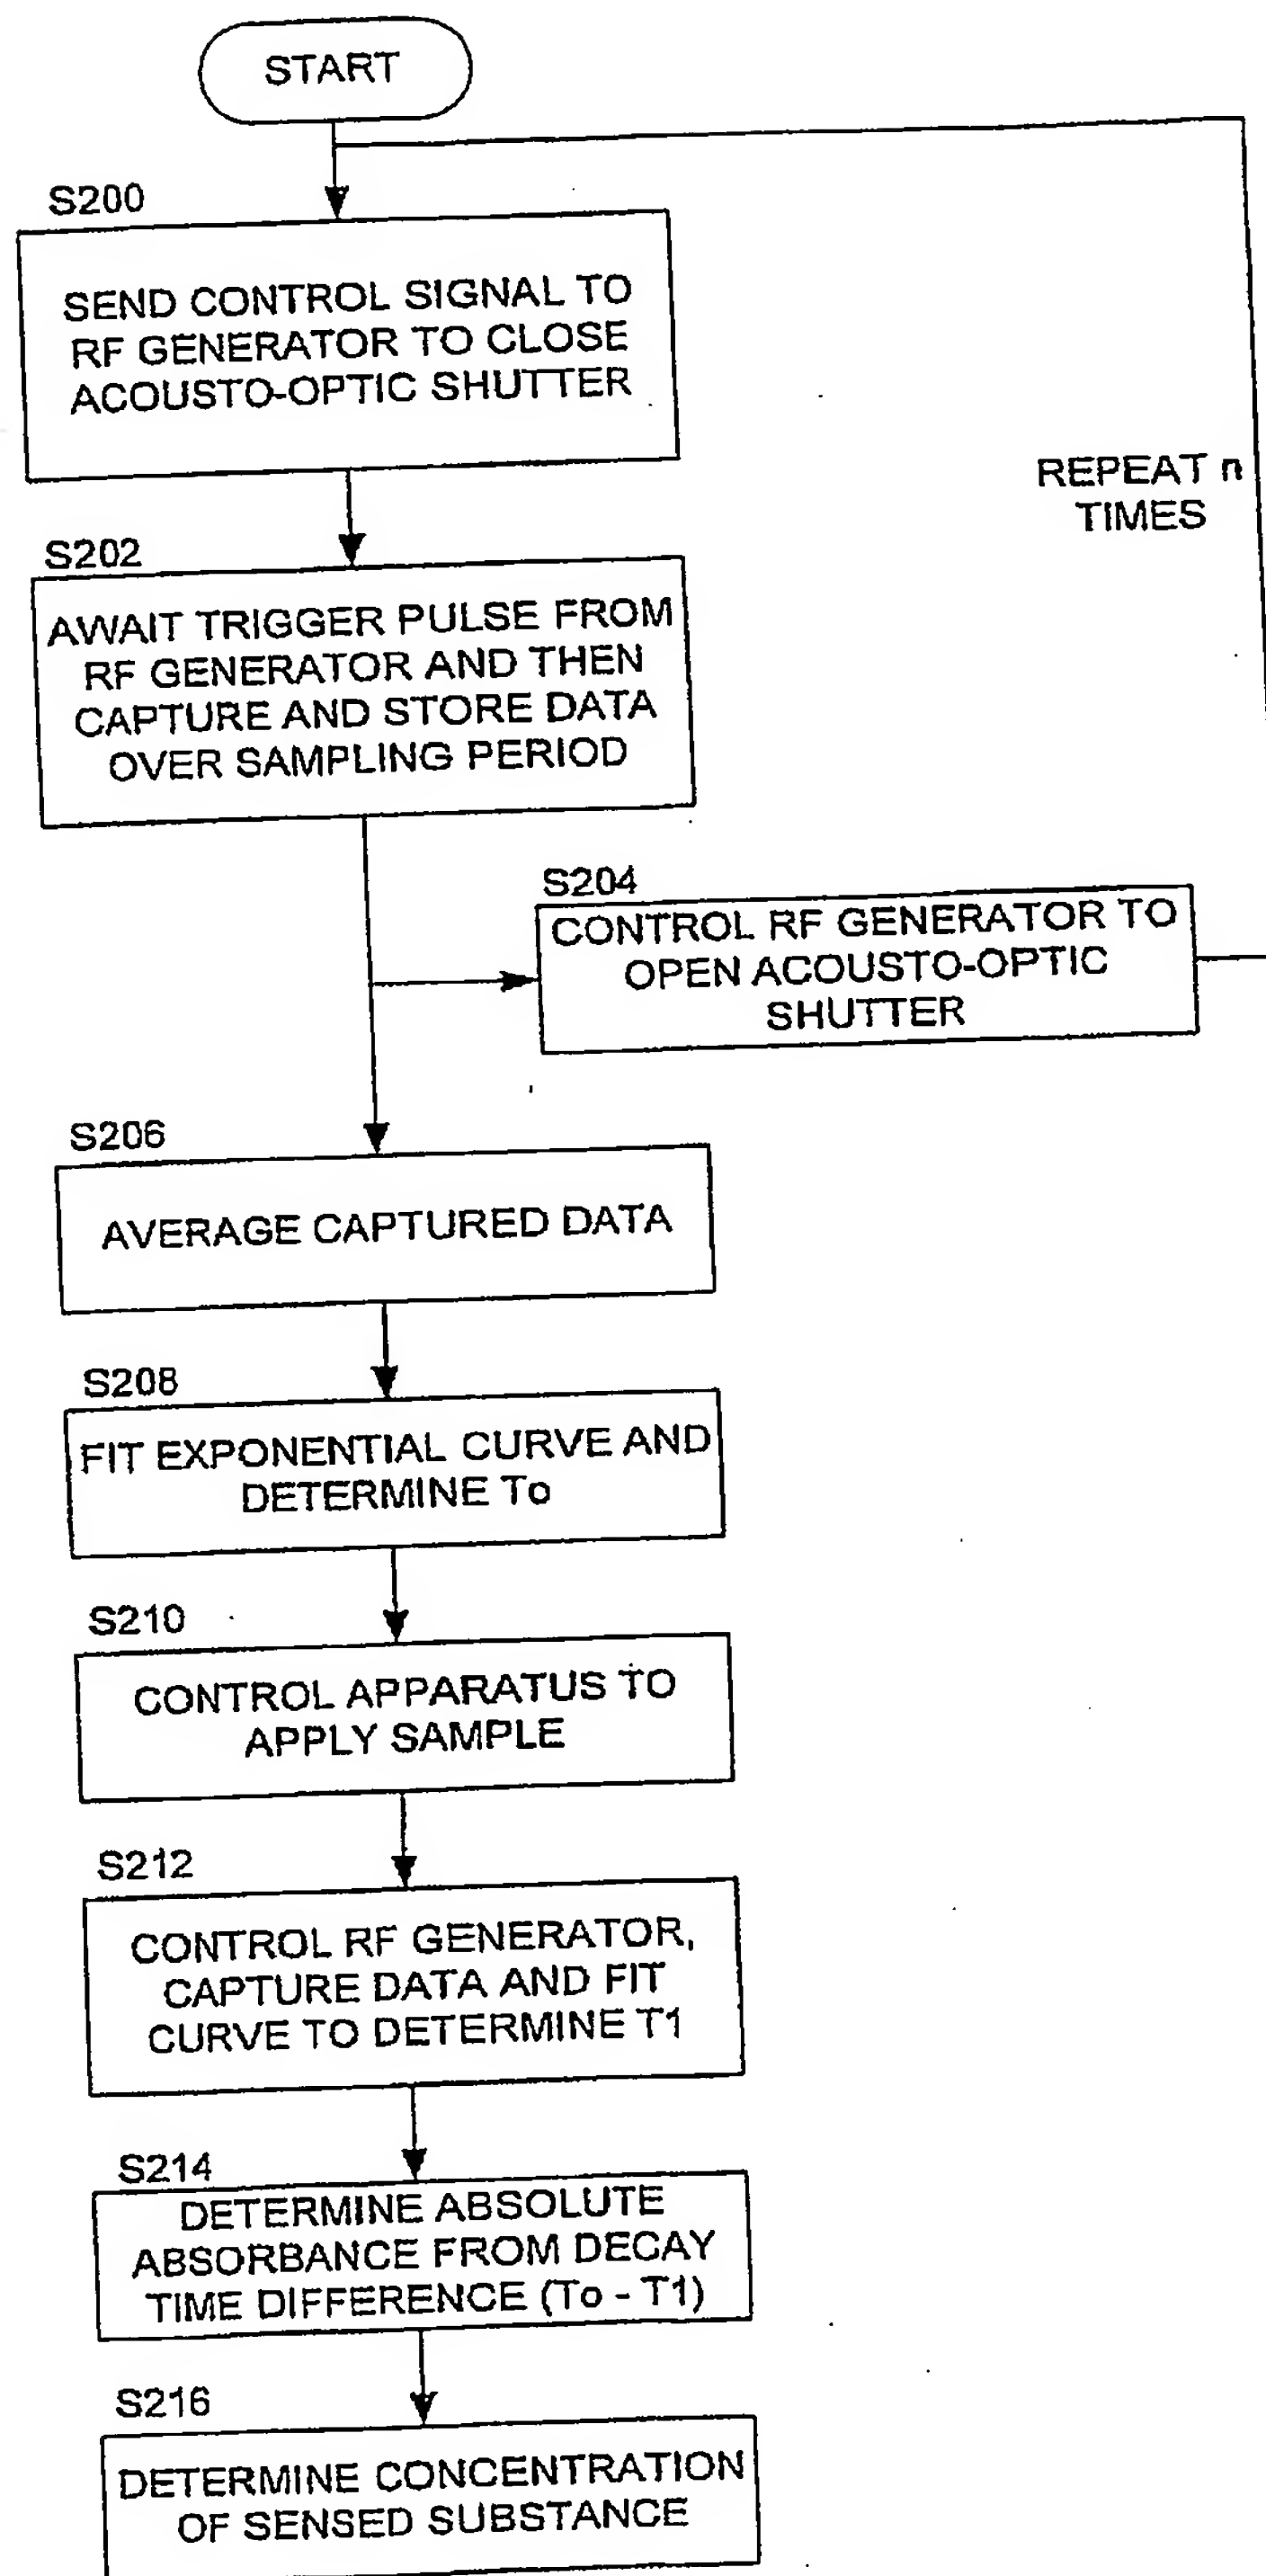 START
S200
SEND CONTROL SIGNAL TO
RF GENERATOR TO CLOSE
ACOUSTO-OPTIC SHUTTER
REPEAT n
TIMES
S202
AWAIT TRIGGER PULSE FROM
RF GENERATOR AND THEN
CAPTURE AND STORE DATA
OVER SAMPLING PERIOD
S204
CONTROL RF GENERATOR TO
OPEN ACOUSTO-OPTIC
SHUTTER
S206
AVERAGE CAPTURED DATA
S208
FIT EXPONENTIAL CURVE AND
DETERMINE To
S210
CONTROL APPARATUS TO
APPLY SAMPLE
S212
CONTROL RF GENERATOR,
CAPTURE DATA AND FIT
CURVE TO DETERMINE T1
S214
DETERMINE ABSOLUTE
ABSORBANCE FROM DECAY
TIME DIFFERENCE (To - T1)
S216
DETERMINE CONCENTRATION
OF SENSED SUBSTANCE